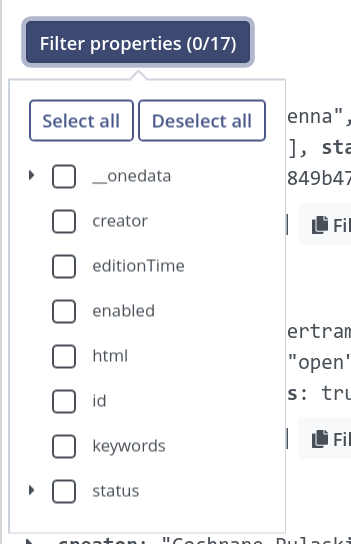 Filter properties (0/17)
Select all Deselect all
__onedata
creator
editionTime
enabled
html
id
keywords
status
enna",
], sta
849b47
Fil
ertram
"open"
s: tru
Fil
creator: "Cochrane Pulaski